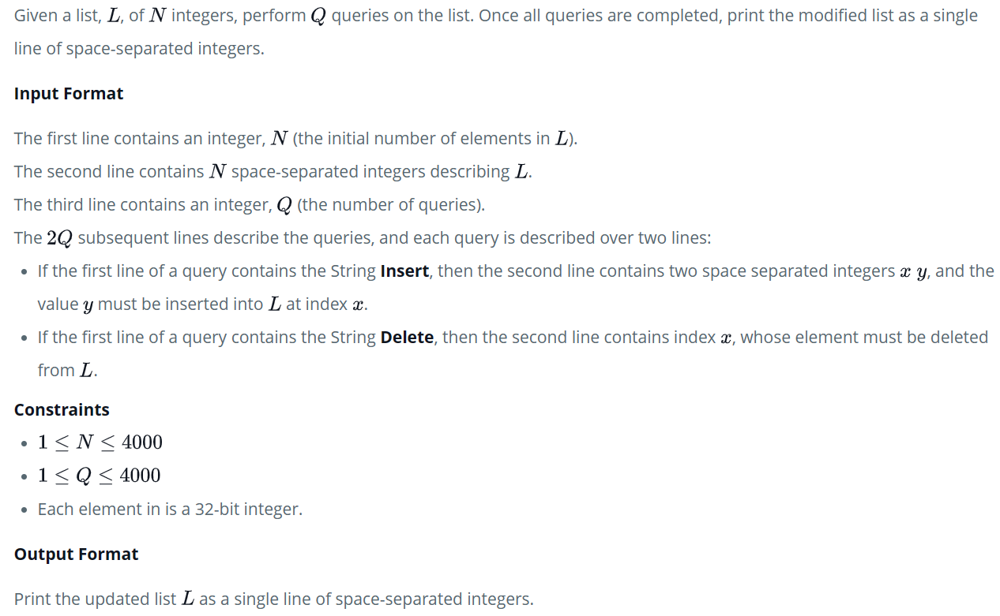 Given a list, L, of N integers, perform Q queries on the list. Once all queries are completed, print the modified list as a single
line of space-separated integers.
Input Format
The first line contains an integer, N (the initial number of elements in L).
The second line contains N space-separated integers describing L.
The third line contains an integer, Q (the number of queries).
The 2Q subsequent lines describe the queries, and each query is described over two lines:
• If the first line of a query contains the String Insert, then the second line contains two space separated integers x y, and the
value y must be inserted into L at index x.
• If the first line of a query contains the String Delete, then the second line contains index x, whose element must be deleted
from L.
Constraints
• 1 ≤ N ≤ 4000
• 1 ≤ Q ≤ 4000
• Each element in is a 32-bit integer.
Output Format
Print the updated list L as a single line of space-separated integers.